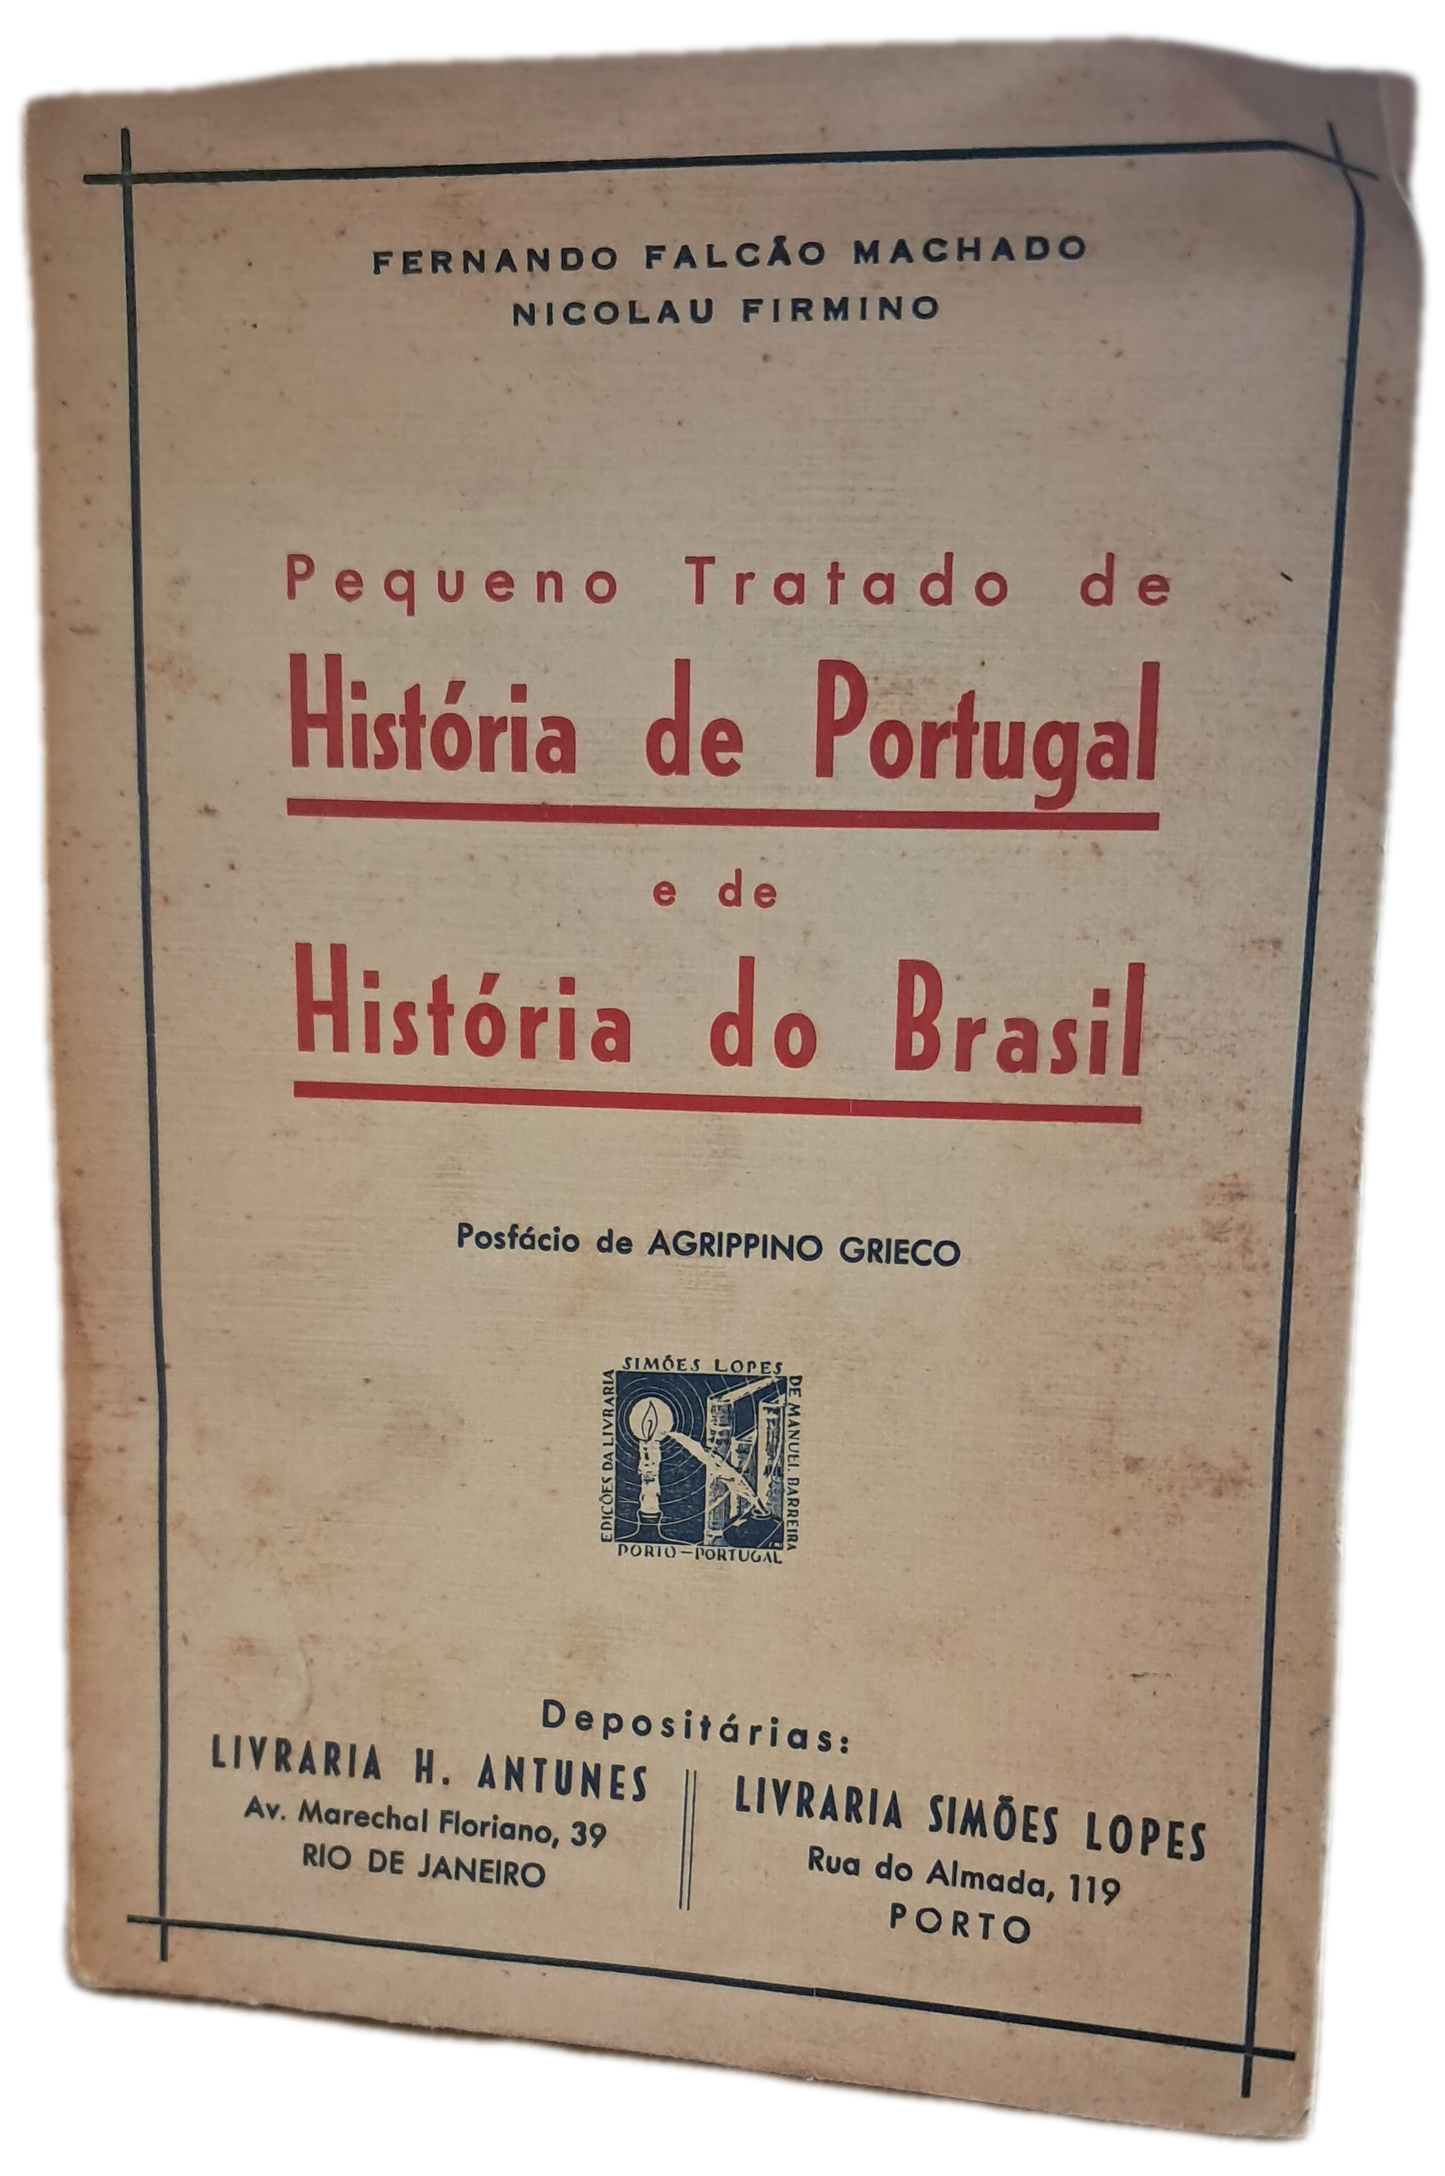 FERNANDO FALCÃO MACHADO
NICOLAU FIRMINO
Pequeno Tratado de
História de Portugal
e de
História do Brasil
Posfácio de AGRIPPINO GRIECO
EDIÇÕES DA LIVRARIA
SIMÕES LOPES
DE MANUEL BARREIRA
PORTO - PORTUGAL
Depositárias:
LIVRARIA H. ANTUNES
Av. Marechal Floriano, 39
RIO DE JANEIRO
LIVRARIA SIMÕES LOPES
Rua do Almada, 119
PORTO